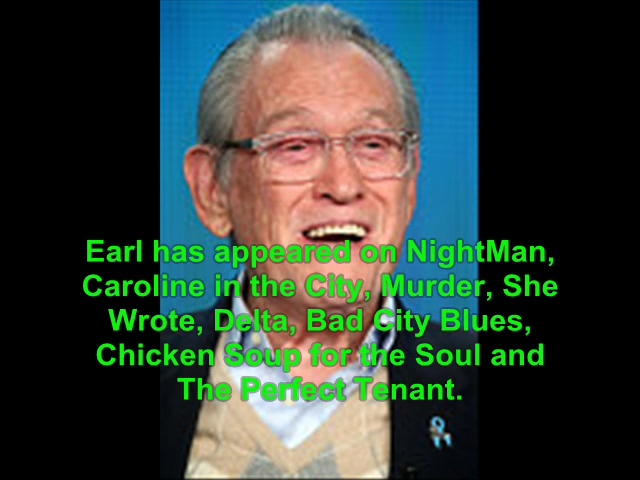 Earl has appeared on NightMan,
Caroline in the City, Murder, She
Wrote, Delta, Bad City Blues,
Chicken Soup for the Soul and
The Perfect Tenant.